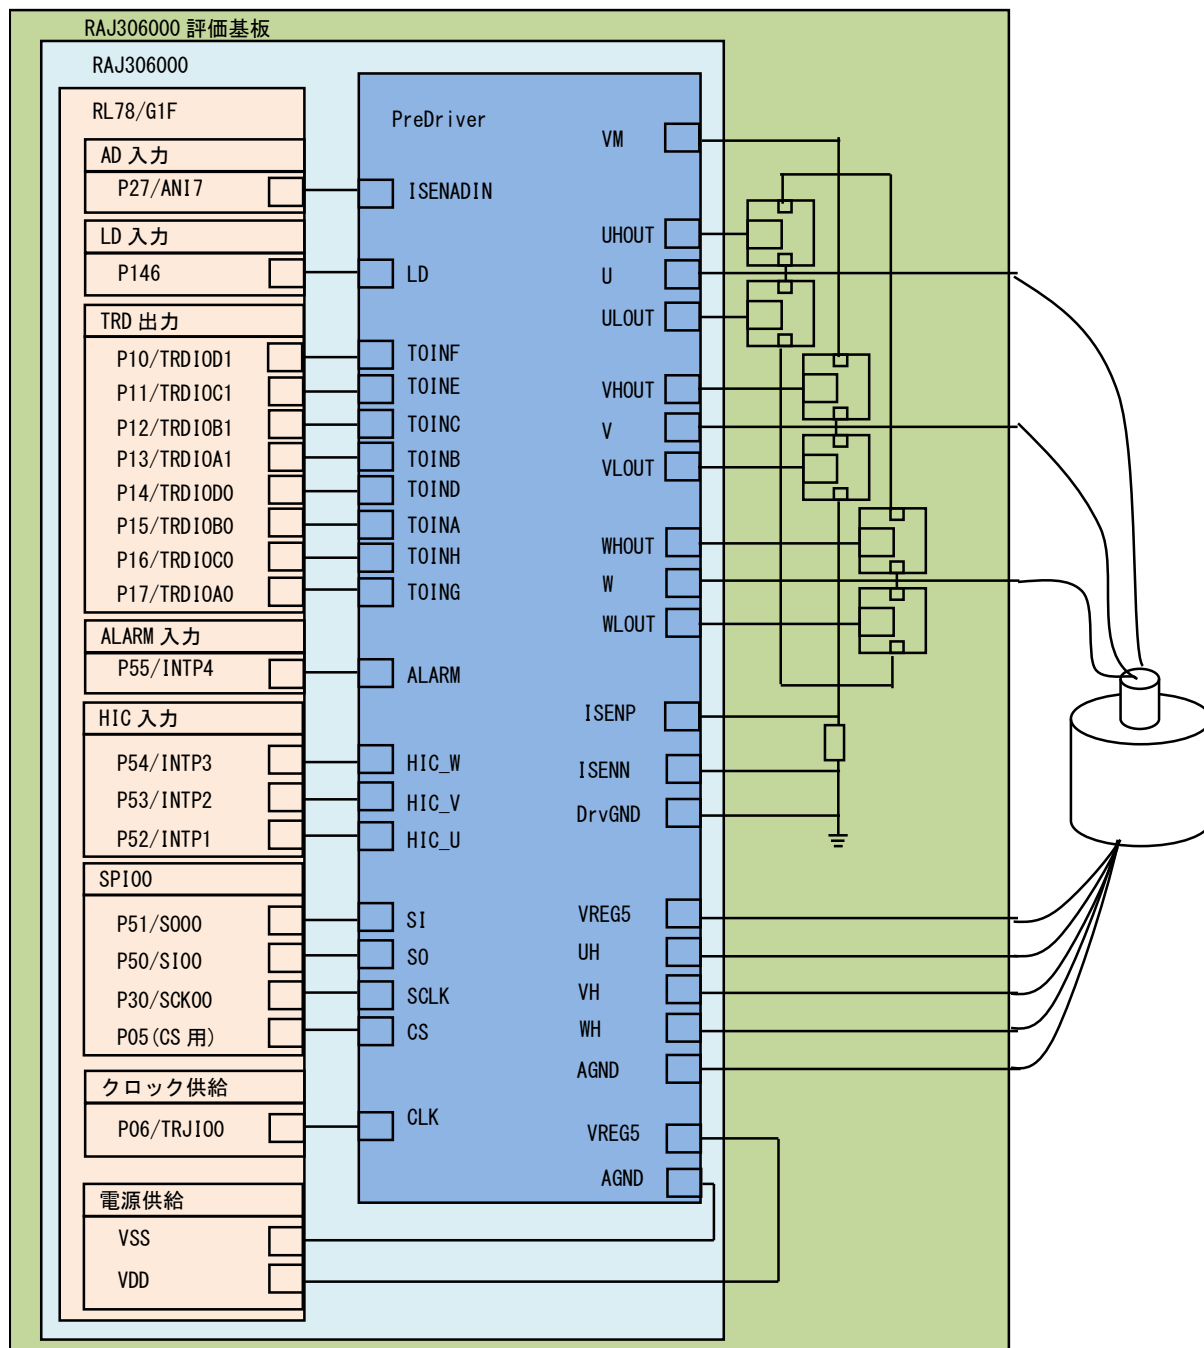 RAJ306000 評価基板
RAJ306000
RL78/G1F
AD 入力
P27/ANI7
LD 入力
P146
TRD 出力
P10/TRDIOD1
P11/TRDIOC1
P12/TRDIOB1
P13/TRDIOA1
P14/TRDIOD0
P15/TRDIOB0
P16/TRDIOC0
P17/TRDIOA0
ALARM 入力
P55/INTP4
HIC 入力
P54/INTP3
P53/INTP2
P52/INTP1
SPI00
P51/SO00
P50/SI00
P30/SCK00
P05(CS 用)
クロック供給
P06/TRJIO0
電源供給
VSS
VDD
PreDriver
ISENADIN
LD
TOINF
TOINE
TOINC
TOINB
TOIND
TOINA
TOINH
TOING
ALARM
HIC_W
HIC_V
HIC_U
SI
SO
SCLK
CS
CLK
VM
UHOUT
U
ULOUT
VHOUT
V
VLOUT
WHOUT
W
WLOUT
ISENP
ISENN
DrvGND
VREG5
UH
VH
WH
AGND
VREG5
AGND